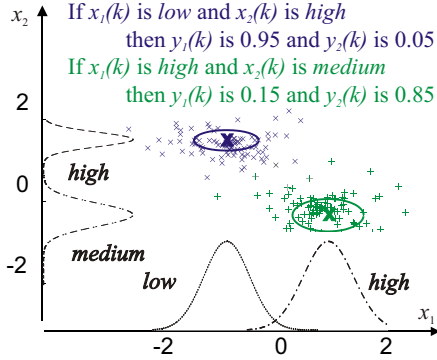 x₂
If x₁(k) is low and x₂(k) is high
then y₁(k) is 0.95 and y₂(k) is 0.05
If x₁(k) is high and x₂(k) is medium
then y₁(k) is 0.15 and y₂(k) is 0.85
2
x
high
0
x
medium
-2
low
high
x₁
-2
0
2